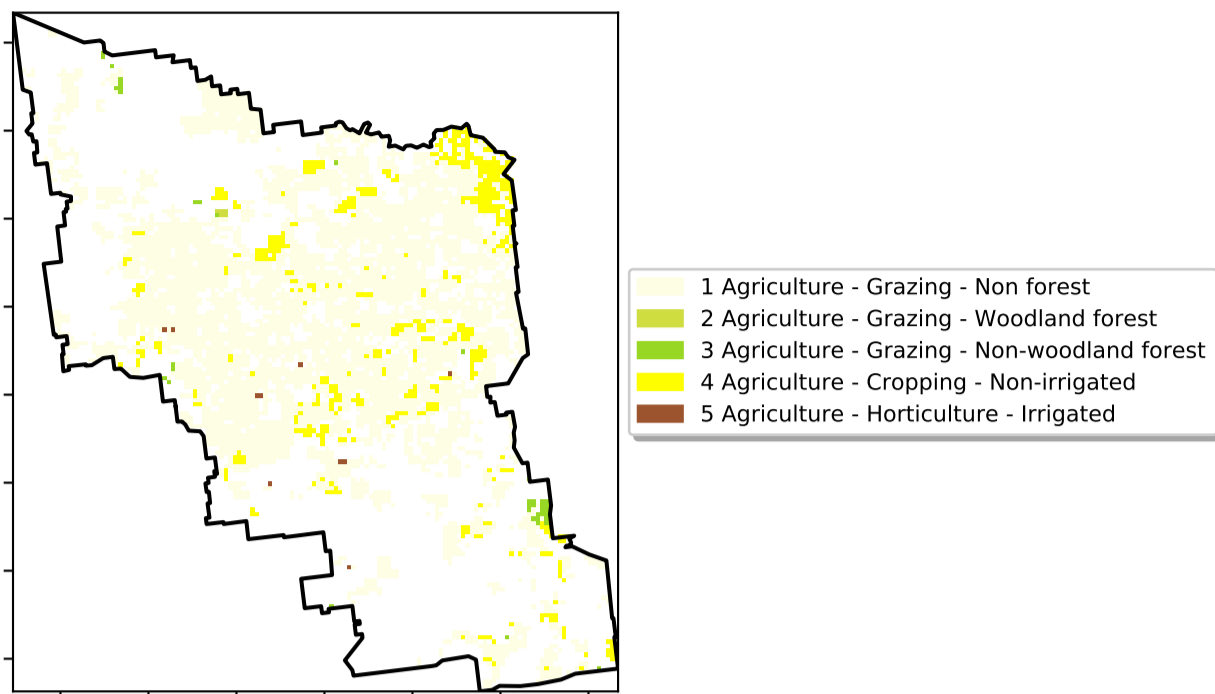 1 Agriculture - Grazing - Non forest
2 Agriculture - Grazing - Woodland forest
3 Agriculture - Grazing - Non-woodland forest
4 Agriculture - Cropping - Non-irrigated
5 Agriculture - Horticulture - Irrigated